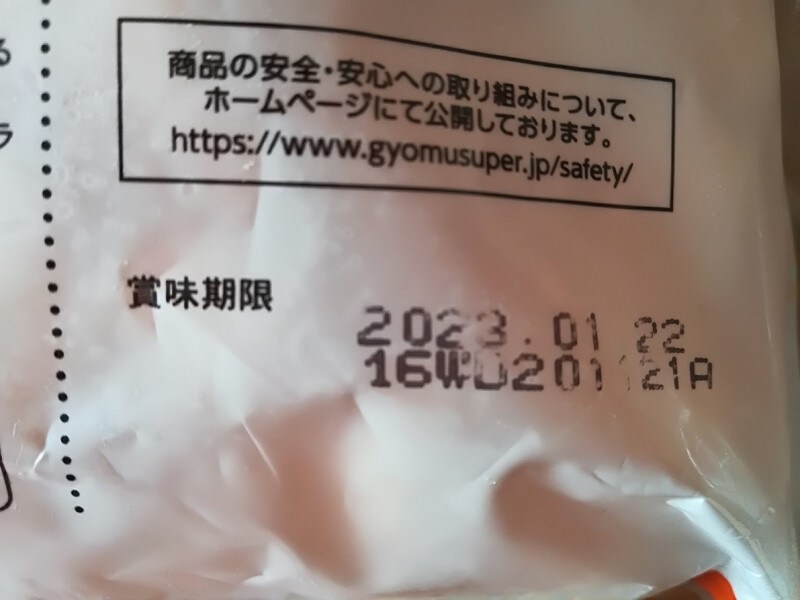 る
ラ
商品の安全・安心への取り組みについて、
ホームページにて公開しております。
https://www.gyomusuper.jp/safety/
賞味期限
2023.01 22